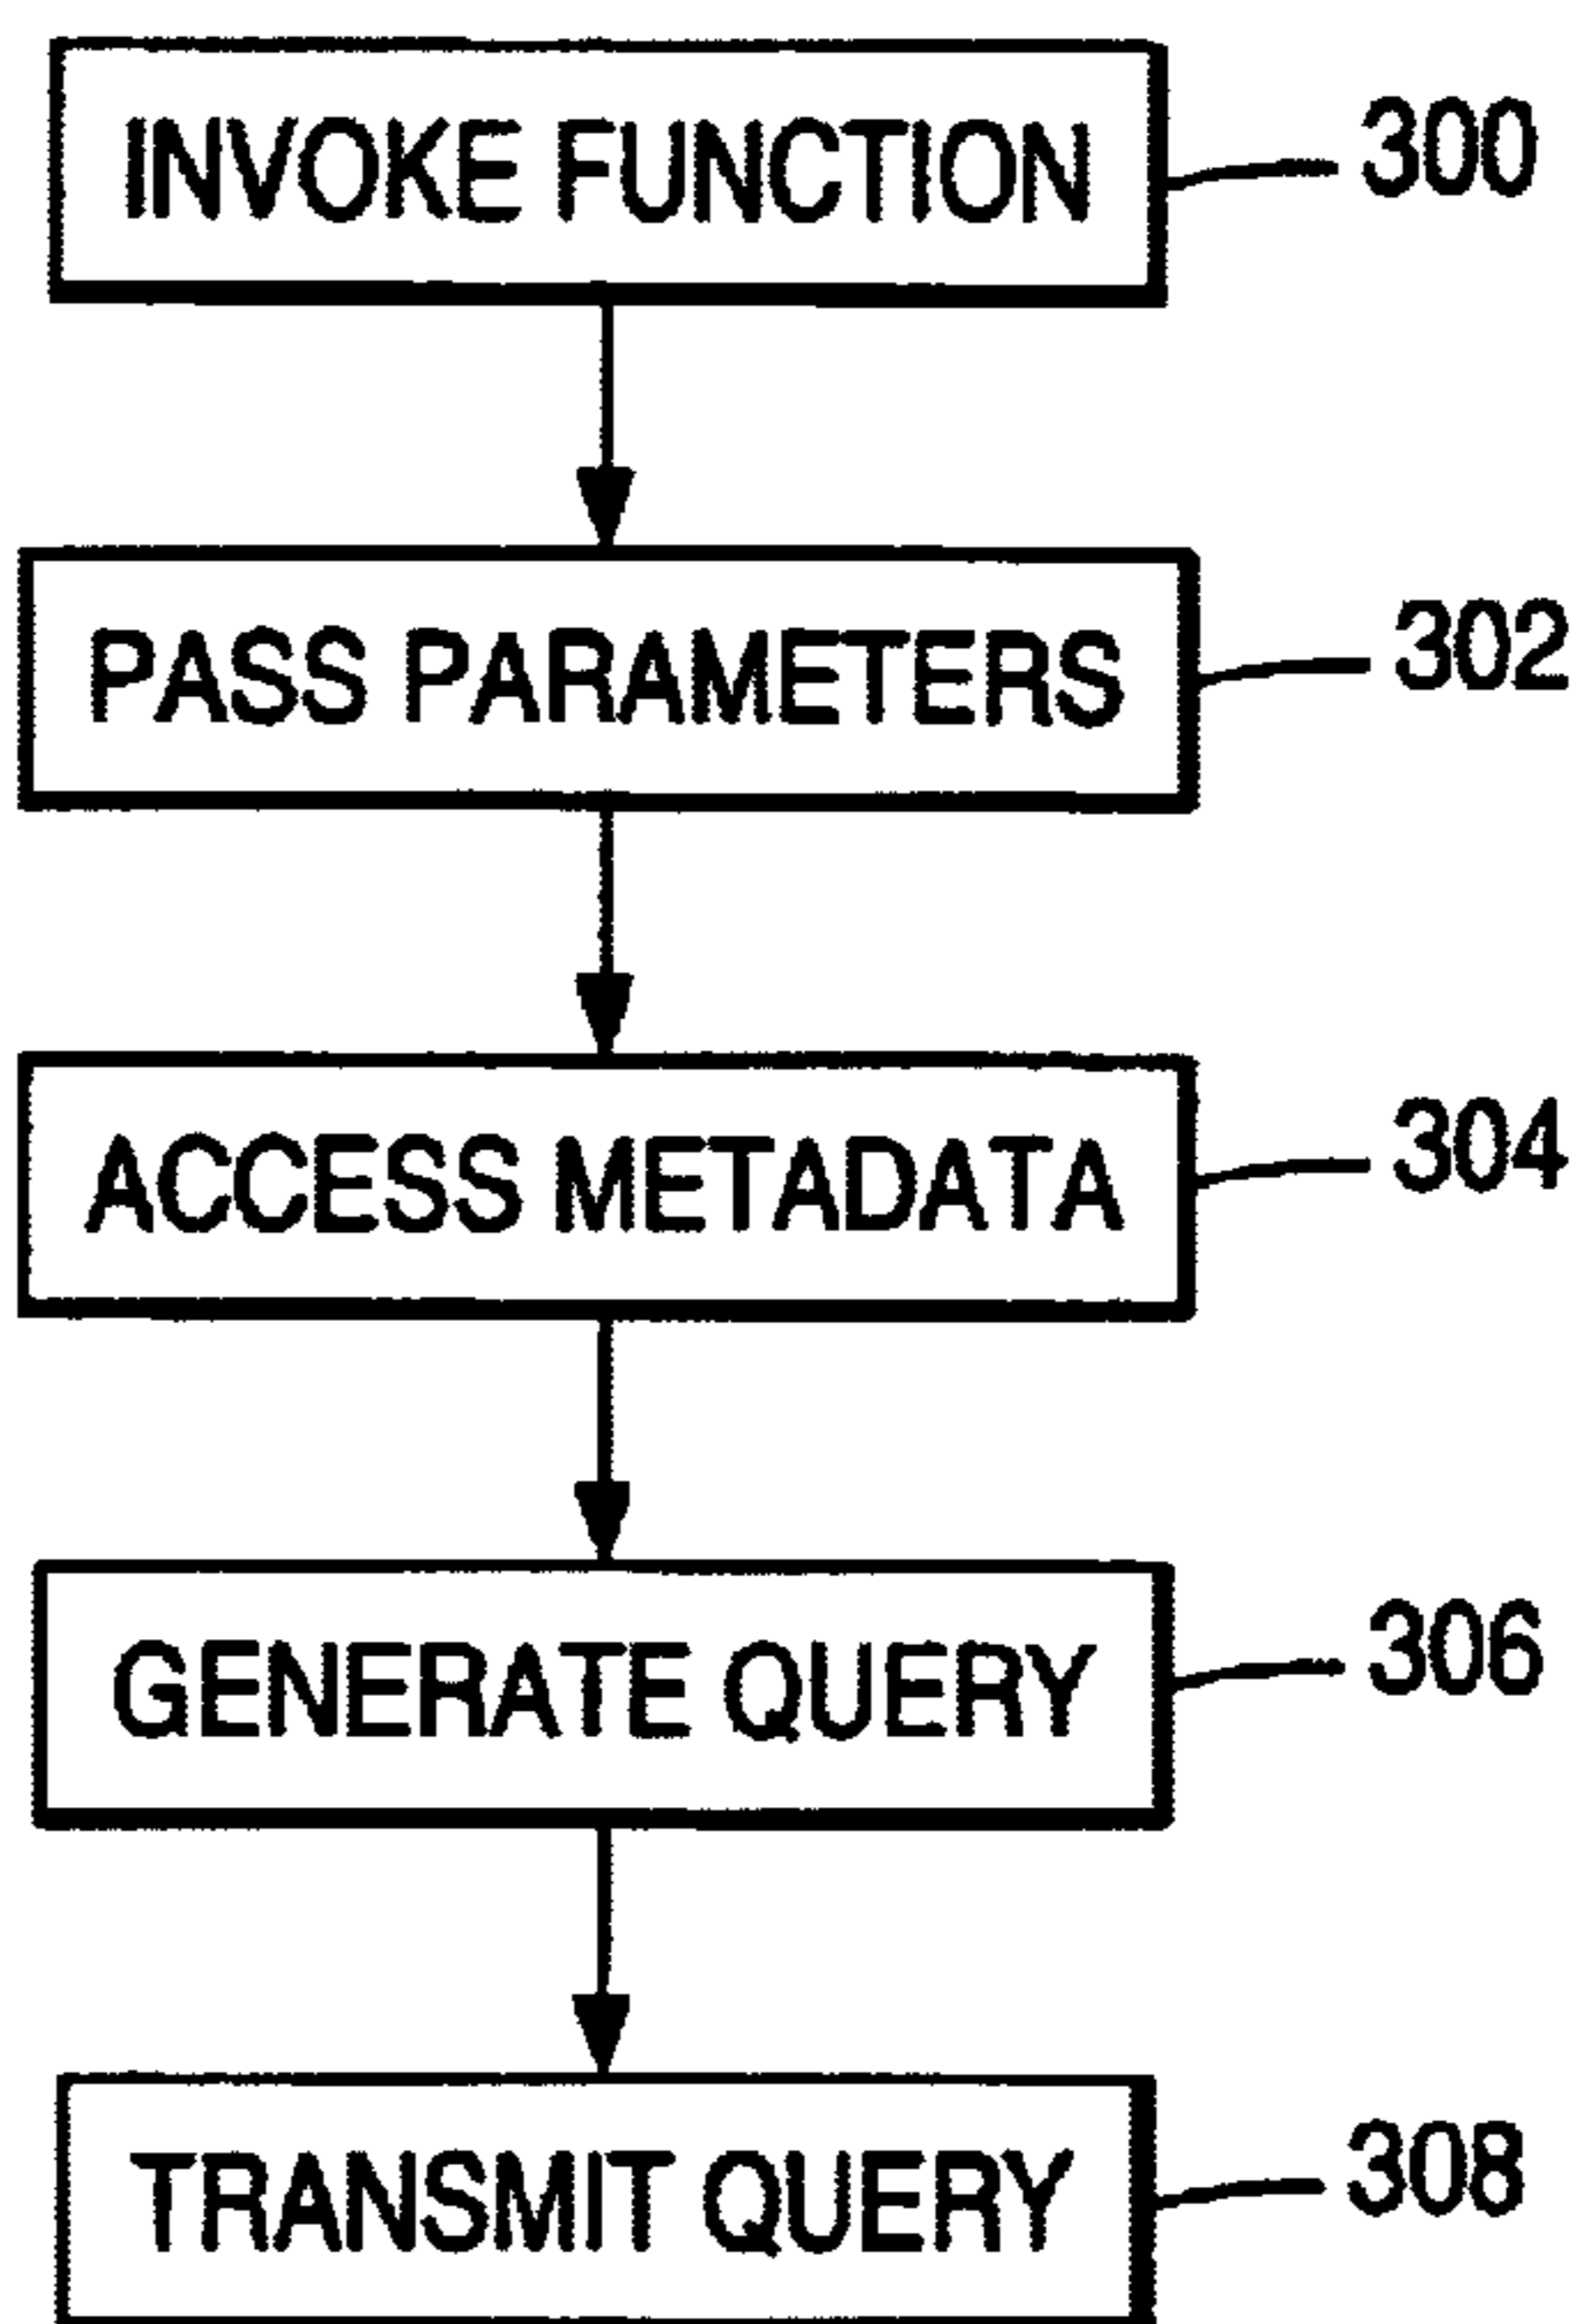 INVOKE FUNCTION 300
PASS PARAMETERS 302
ACCESS METADATA 304
GENERATE QUERY 306
TRANSMIT QUERY 308